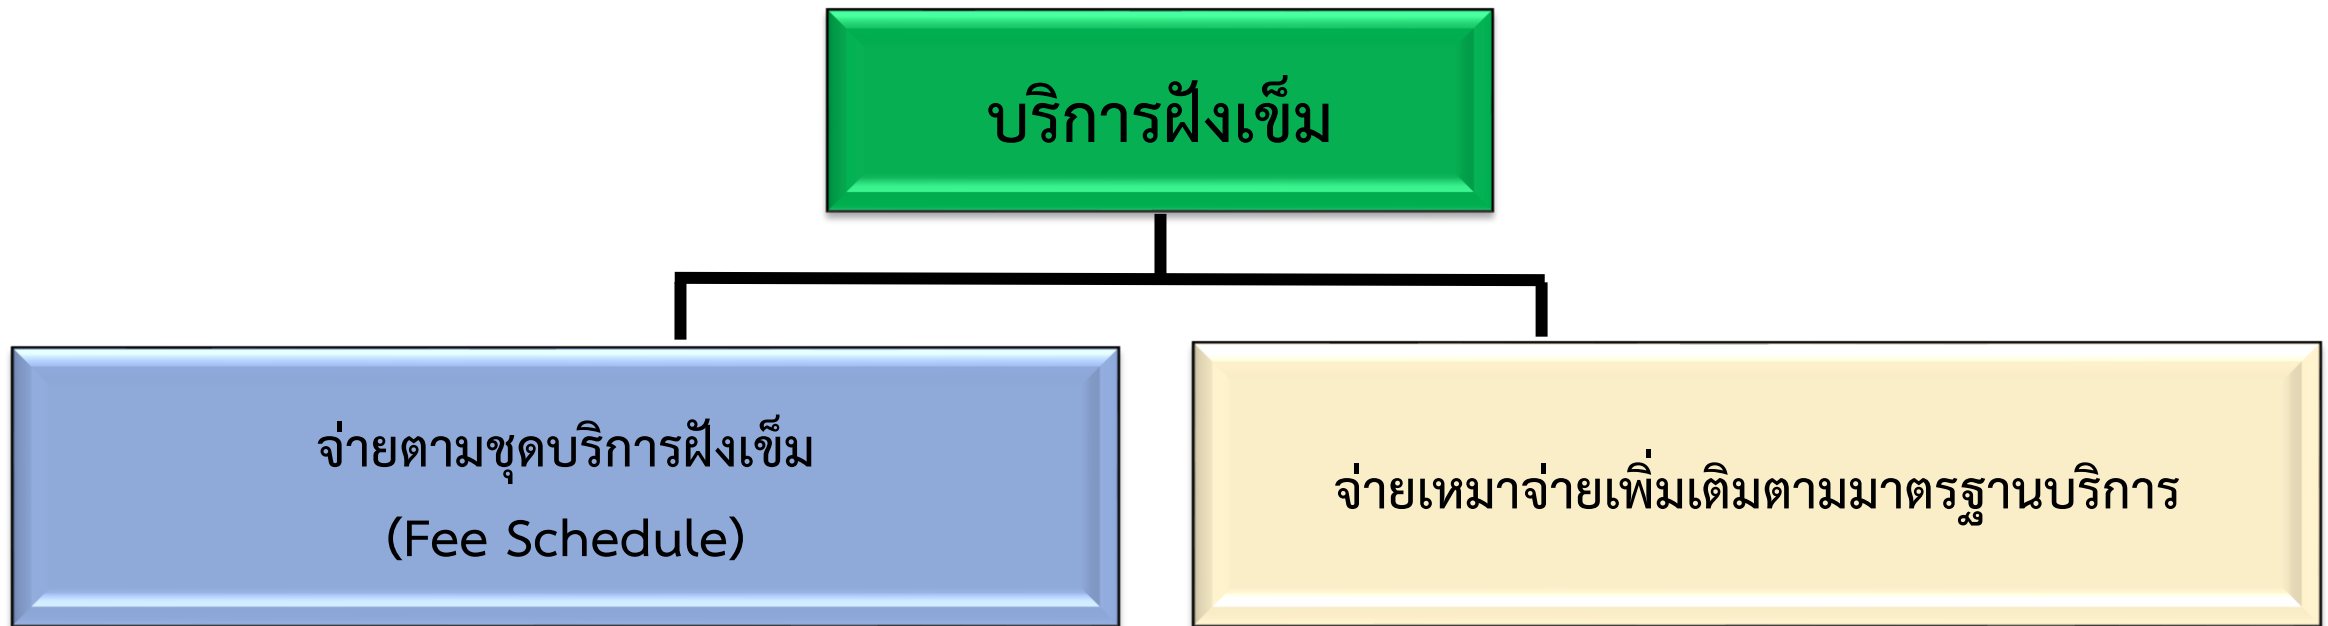 บริการฝังเข็ม
จ่ายตามชุดบริการฝังเข็ม
(Fee Schedule)
จ่ายเหมาจ่ายเพิ่มเติมตามมาตรฐานบริการ